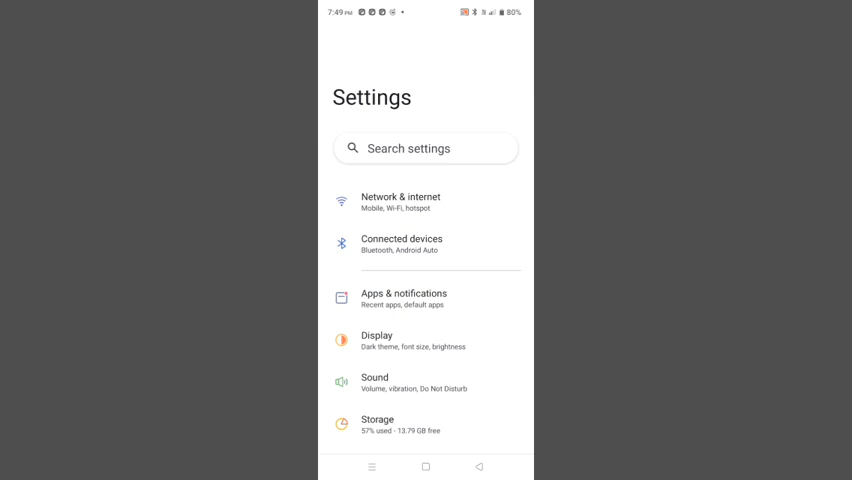 7:49 PM 80%
Settings
Search settings
Network & internet
Mobile, Wi-Fi, hotspot
Connected devices
Bluetooth, Android Auto
Apps & notifications
Recent apps, default apps
Display
Dark theme, font size, brightness
Sound
Volume, vibration, Do Not Disturb
Storage
57% used - 13.79 GB free